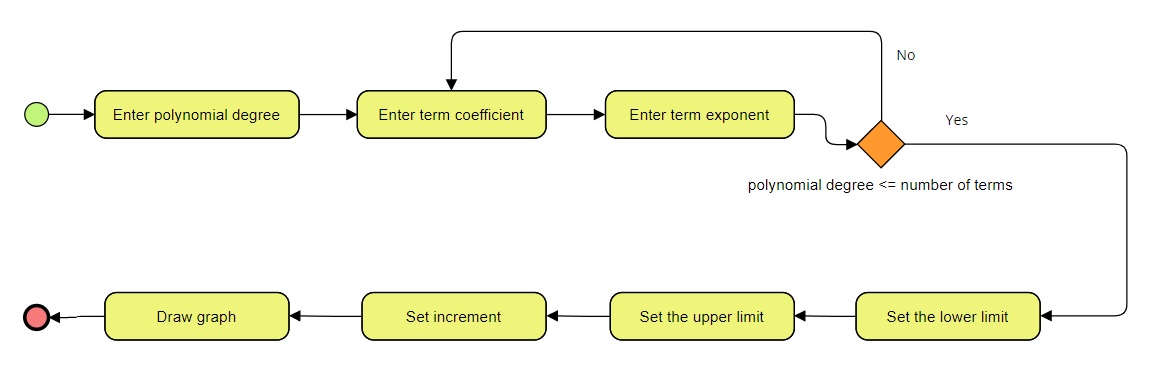 No
Enter polynomial degree
Enter term coefficient
Enter term exponent
Yes
polynomial degree <= number of terms
Draw graph
Set increment
Set the upper limit
Set the lower limit